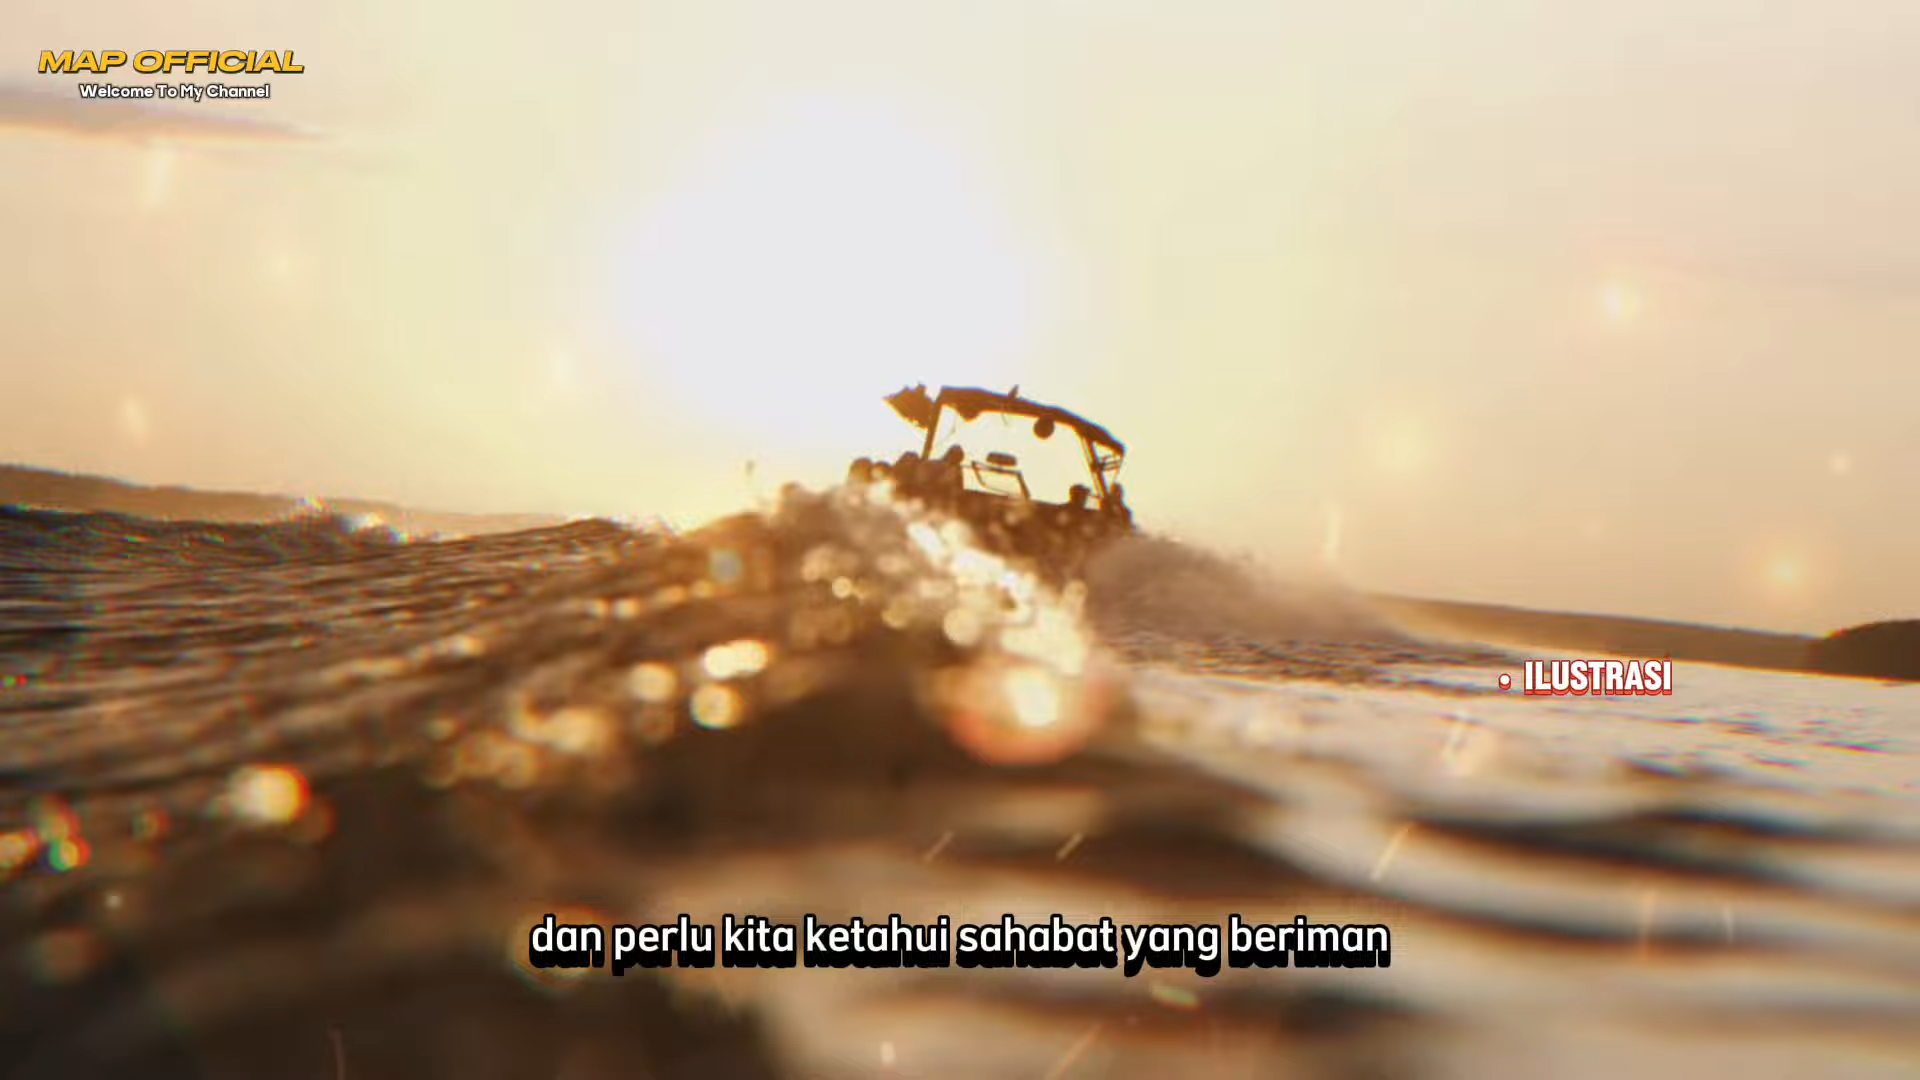 MAP OFFICIAL
Welcome To My Channel
• ILUSTRASI
dan perlu kita ketahui sahabat yang beriman